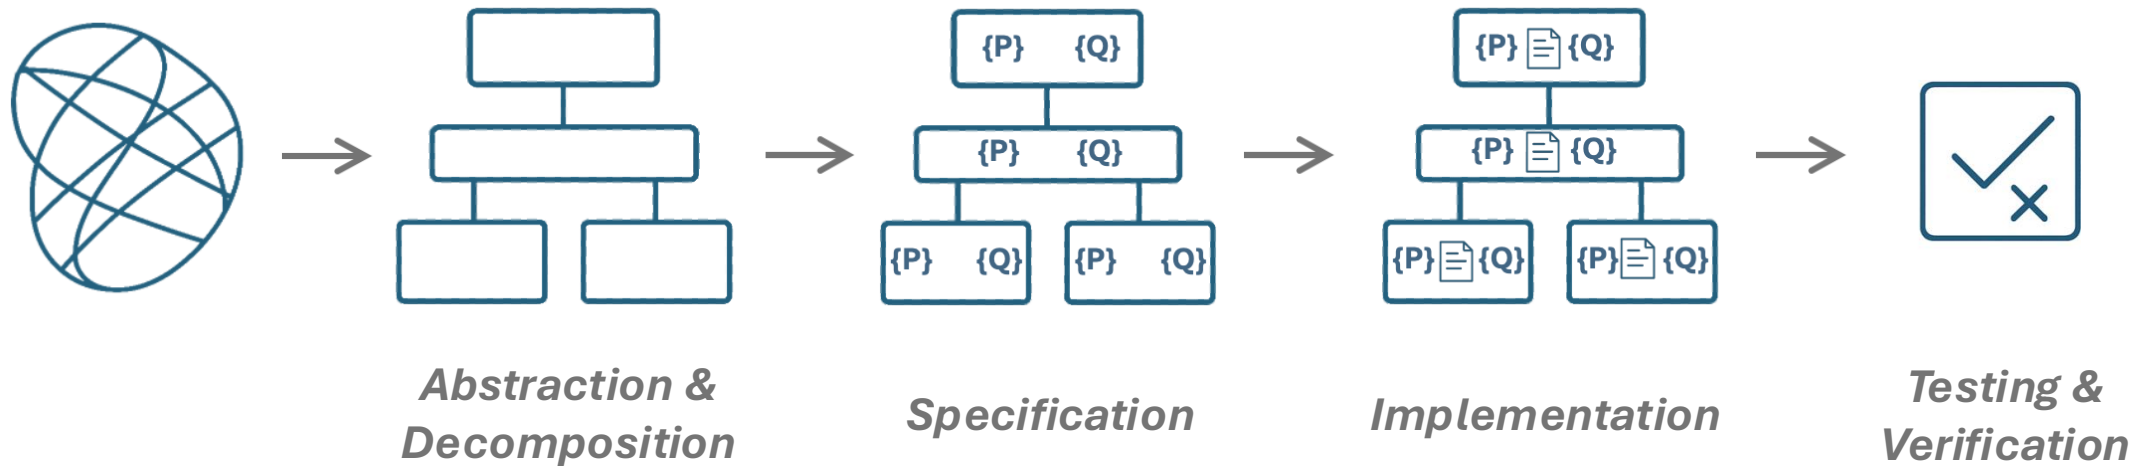 {P} {Q}
{P} {Q}
{P} {Q} {P} {Q}
{P} {Q}
{P} {Q}
{P} {Q} {P} {Q}
Abstraction &
Decomposition
Specification
Implementation
Testing &
Verification